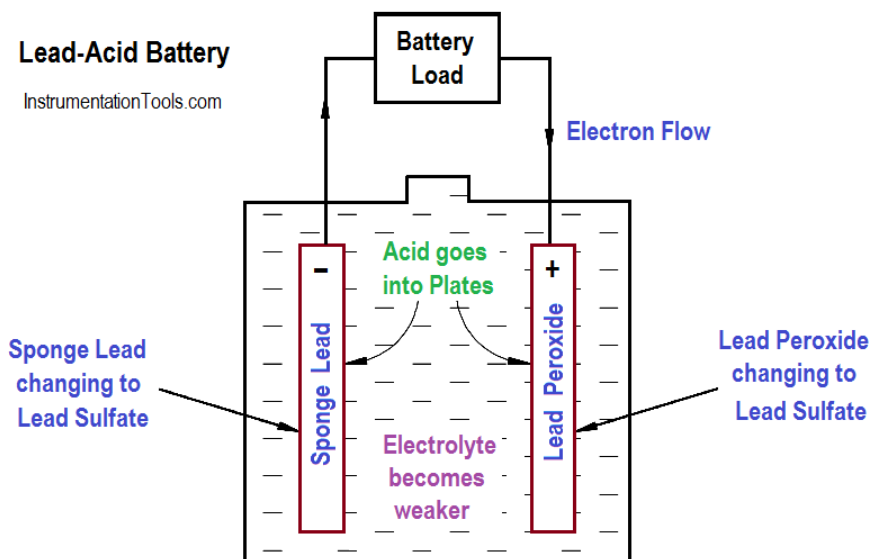 Lead-Acid Battery
InstrumentationTools.com
Battery
Load
Electron Flow
Acid goes
into Plates
−
+
Sponge Lead
Lead Peroxide
Sponge Lead
changing to
Lead Sulfate
Lead Peroxide
changing to
Lead Sulfate
Electrolyte
becomes
weaker